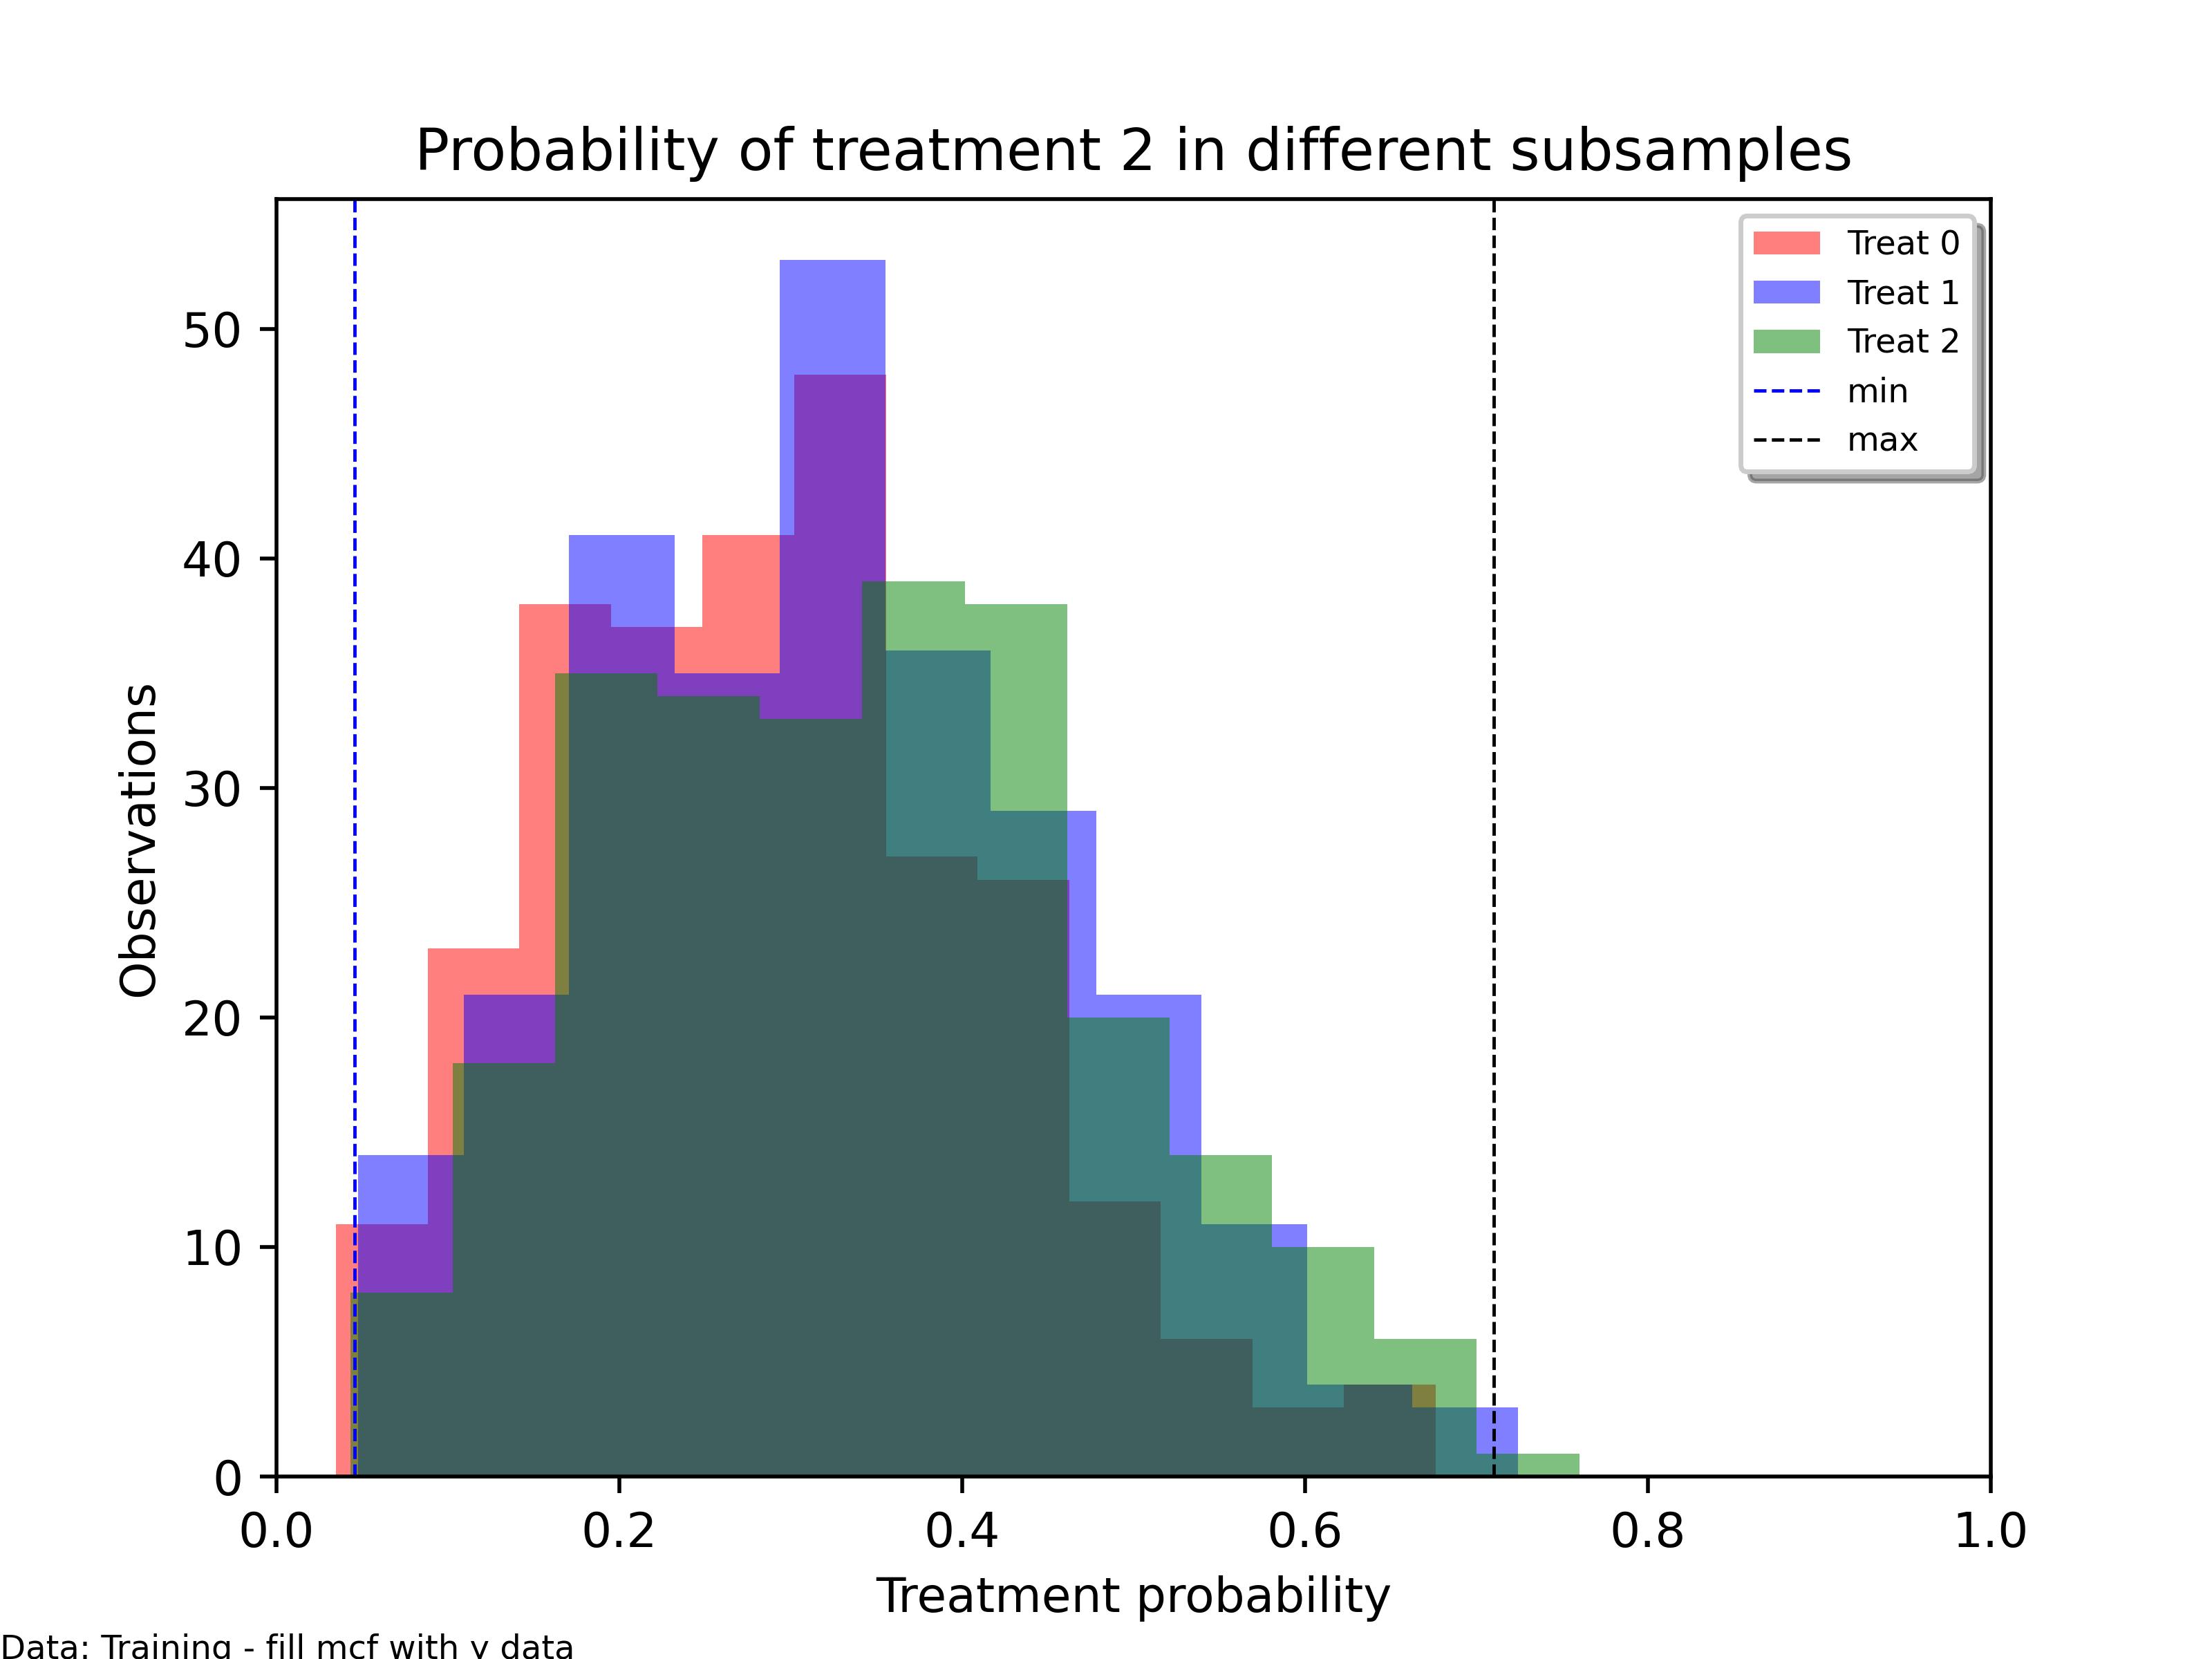 Probability of treatment 2 in different subsamples
Treat 0
Treat 1
Treat 2
min
max
50
40
30
20
10
0
Observations
0.0 0.2 0.4 0.6 0.8 1.0
Treatment probability
Data: Training - fill mcf with y data